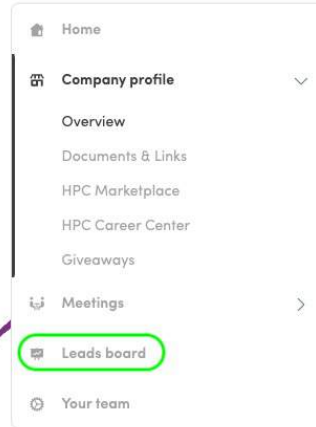 Home
Company profile
Overview
Documents & Links
HPC Marketplace
HPC Career Center
Giveaways
Meetings
Leads board
Your team